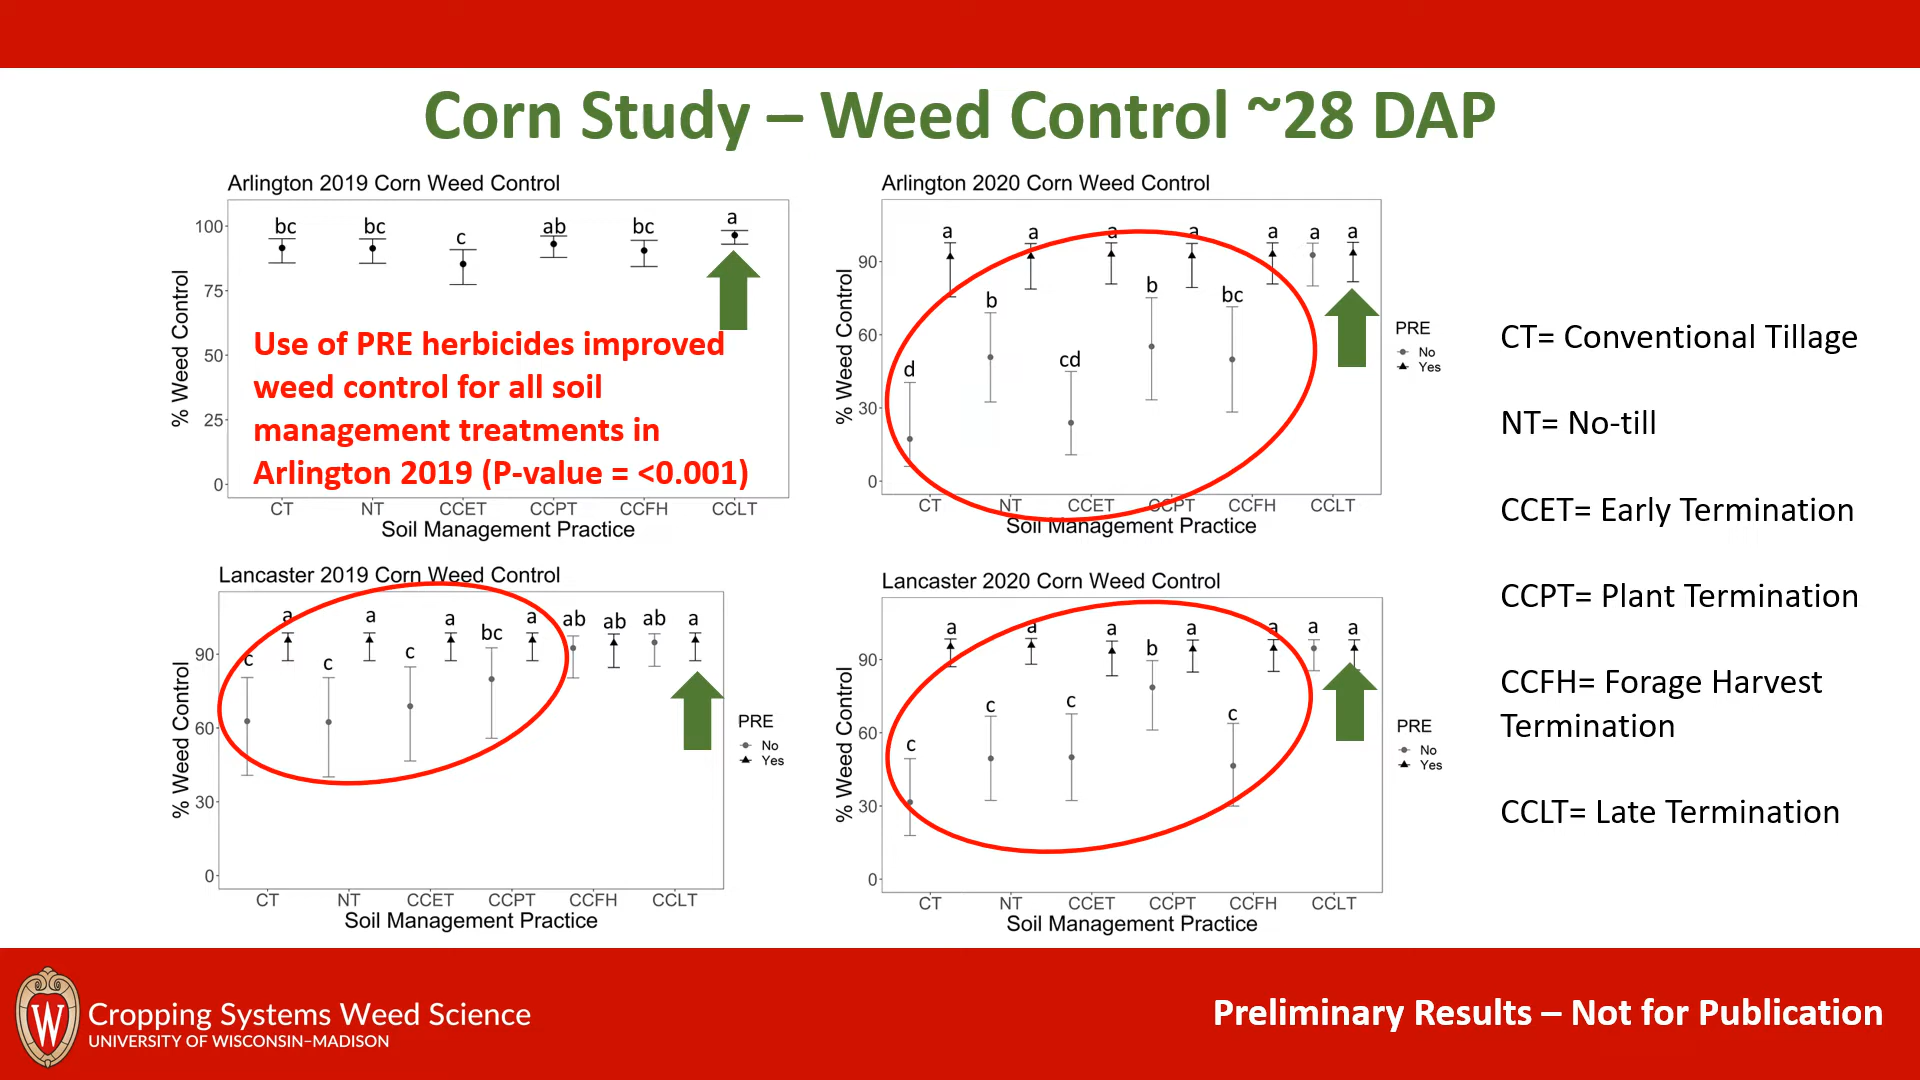 Corn Study – Weed Control ~28 DAP
Arlington 2019 Corn Weed Control
% Weed Control
100
75
50
25
0
bc
bc
c
ab
bc
a
Use of PRE herbicides improved
weed control for all soil
management treatments in
Arlington 2019 (P-value = <0.001)
CT NT CCET CCPT CCFH CCLT
Soil Management Practice
Arlington 2020 Corn Weed Control
% Weed Control
90
60
30
0
a a a a a a a
b
b
bc
cd
d
CT NT CCET CCPT CCFH CCLT
Soil Management Practice
PRE
No
Yes
Lancaster 2019 Corn Weed Control
% Weed Control
90
60
30
0
a a a a ab ab ab a
c c c bc
CT NT CCET CCPT CCFH CCLT
Soil Management Practice
PRE
No
Yes
Lancaster 2020 Corn Weed Control
% Weed Control
90
60
30
0
a a a a a a a
b
c c c c
CT NT CCET CCPT CCFH CCLT
Soil Management Practice
PRE
No
Yes
CT= Conventional Tillage
NT= No-till
CCET= Early Termination
CCPT= Plant Termination
CCFH= Forage Harvest
Termination
CCLT= Late Termination
W
Cropping Systems Weed Science
UNIVERSITY OF WISCONSIN–MADISON
Preliminary Results – Not for Publication